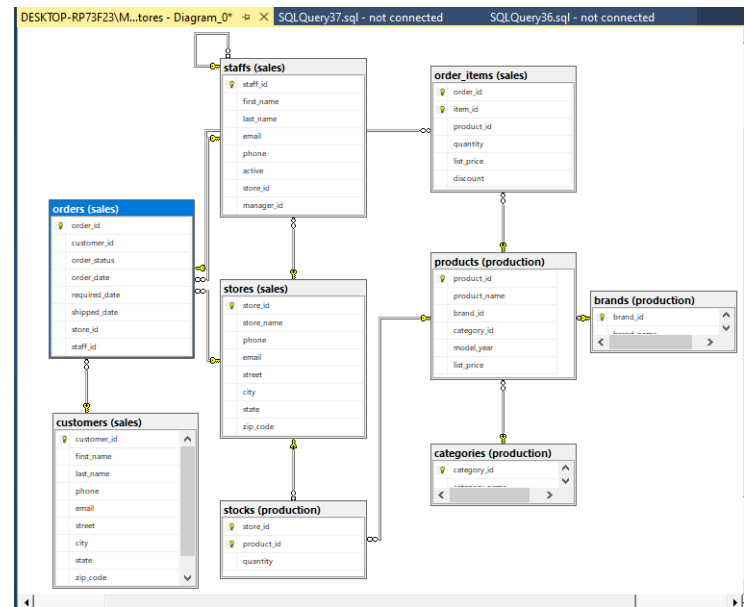 DESKTOP-RP73F23\M...tores - Diagram_0*
SQLQuery37.sql - not connected
SQLQuery36.sql - not connected
staffs (sales)
staff_id
first_name
last_name
email
phone
active
store_id
manager_id
order_items (sales)
order_id
item_id
product_id
quantity
list_price
discount
orders (sales)
order_id
customer_id
order_status
order_date
required_date
shipped_date
store_id
staff_id
stores (sales)
store_id
store_name
phone
email
street
city
state
zip_code
products (production)
product_id
product_name
brand_id
category_id
model_year
list_price
brands (production)
brand_id
brand_name
customers (sales)
customer_id
first_name
last_name
phone
email
street
city
state
zip_code
categories (production)
category_id
category_name
stocks (production)
store_id
product_id
quantity